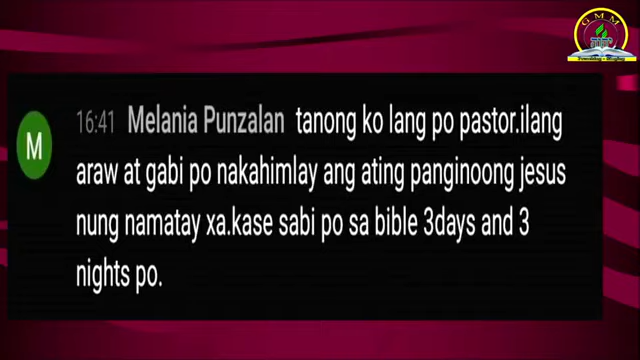 GMM
16:41 Melania Punzalan tanong ko lang po pastor.ilang
M
araw at gabi po nakahimlay ang ating panginoong jesus
nung namatay xa.kase sabi po sa bible 3days and 3
nights po.